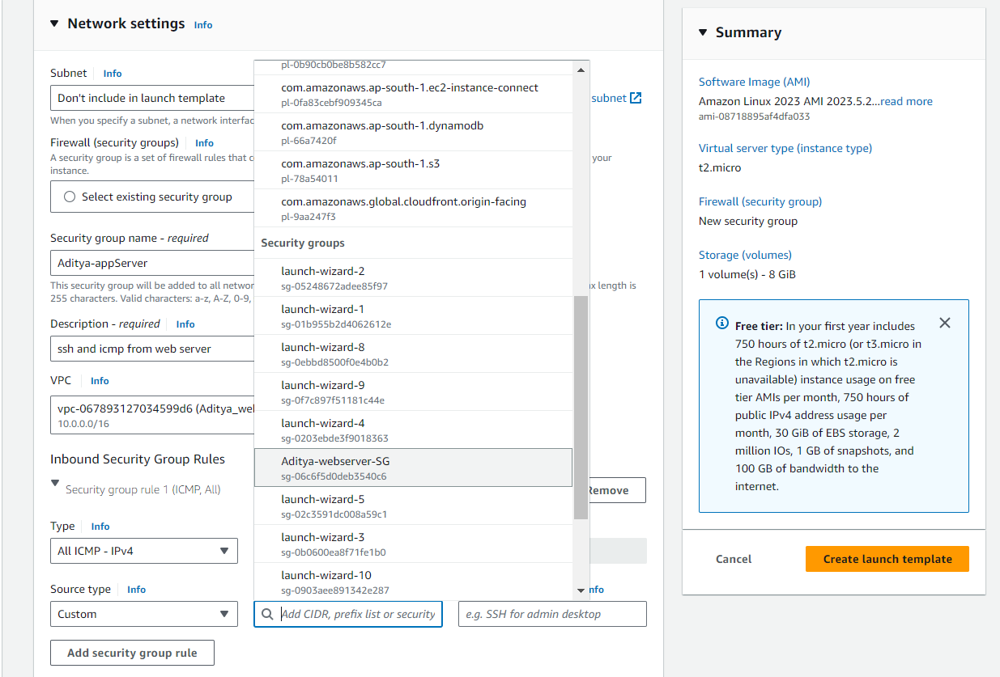 Network settings Info
Subnet Info
Don't include in launch template
subnet
When you specify a subnet, a network interfac
Firewall (security groups) Info
A security group is a set of firewall rules that c
your
instance.
Select existing security group
Security group name - required
Aditya-appServer
This security group will be added to all networ
x length is
255 characters. Valid characters: a-z, A-Z, 0-9,
Description - required Info
ssh and icmp from web server
VPC Info
vpc-067893127034599d6 (Aditya_wel
10.0.0.0/16
Inbound Security Group Rules
Security group rule 1 (ICMP, All)
Remove
Type Info
All ICMP - IPv4
Source type Info
nfo
Custom
Add CIDR, prefix list or security
e.g. SSH for admin desktop
Add security group rule
pl-0b90cb0be8b582cc7
com.amazonaws.ap-south-1.ec2-instance-connect
pl-0fa83cebf909345ca
com.amazonaws.ap-south-1.dynamodb
pl-66a7420f
com.amazonaws.ap-south-1.s3
pl-78a54011
com.amazonaws.global.cloudfront.origin-facing
pl-9aa247f3
Security groups
launch-wizard-2
sg-05248672adee85f97
launch-wizard-1
sg-01b955b2d4062612e
launch-wizard-8
sg-0ebbd8500f0e4b0b2
launch-wizard-9
sg-0f7c897f51181c44e
launch-wizard-4
sg-0203ebde3f9018363
Aditya-webserver-SG
sg-06c6f5d0deb3540c6
launch-wizard-5
sg-02c3591dc008a59c1
launch-wizard-3
sg-0b0600ea8f71fe1b0
launch-wizard-10
sg-0903aee891342e287
Summary
Software Image (AMI)
Amazon Linux 2023 AMI 2023.5.2...read more
ami-08718895af4dfa033
Virtual server type (instance type)
t2.micro
Firewall (security group)
New security group
Storage (volumes)
1 volume(s) - 8 GiB
Free tier: In your first year includes
750 hours of t2.micro (or t3.micro in
the Regions in which t2.micro is
unavailable) instance usage on free
tier AMIs per month, 750 hours of
public IPv4 address usage per
month, 30 GiB of EBS storage, 2
million IOs, 1 GB of snapshots, and
100 GB of bandwidth to the
internet.
Cancel
Create launch template